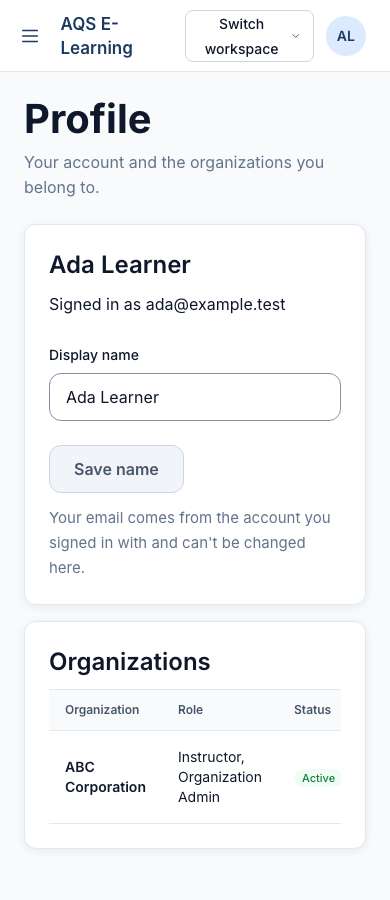 AQS E-
Learning
Switch
workspace
AL
Profile
Your account and the organizations you
belong to.
Ada Learner
Signed in as ada@example.test
Display name
Ada Learner
Save name
Your email comes from the account you
signed in with and can't be changed
here.
Organizations
Organization Role Status
ABC
Corporation
Instructor,
Organization
Admin
Active